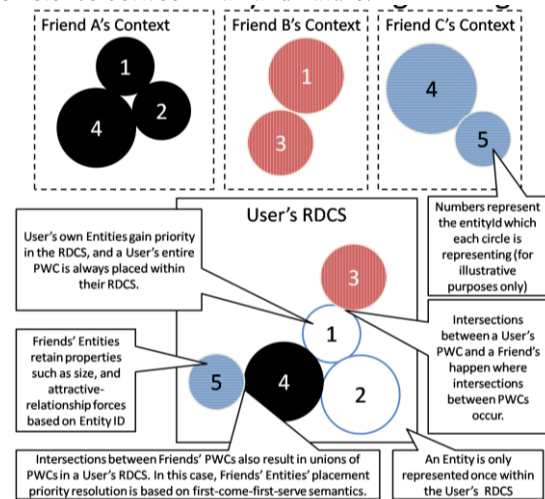 Friend A's Context
Friend B's Context
Friend C's Context
1
2
4
1
3
4
5
User's RDCS
User's own Entities gain priority
in the RDCS, and a User's entire
PWC is always placed within
their RDCS.
Numbers represent
the entityId which
each circle is
representing (for
illustrative
purposes only)
3
1
Friends' Entities
retain properties
such as size, and
attractive-
relationship forces
based on Entity ID
5
4
2
Intersections
between a User's
PWC and a Friend's
happen where
intersections
between PWCs
occur.
Intersections between Friends' PWCs also result in unions of
PWCs in a User's RDCS. In this case, Friends' Entities' placement
priority resolution is based on first-come-first-serve semantics.
An Entity is only
represented once within
the User's RDCS